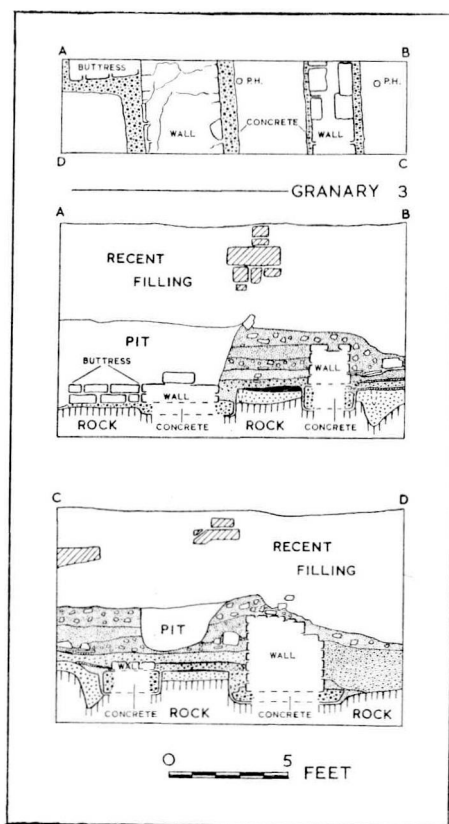 A B
BUTTRESS
P.H. P.H.
CONCRETE
WALL WALL
D C
GRANARY 3
A B
RECENT
FILLING
PIT
BUTTRESS
WALL
WALL
ROCK ROCK
CONCRETE CONCRETE
C D
RECENT
FILLING
PIT
WALL
WALL
CONCRETE ROCK CONCRETE ROCK
0 5
FEET